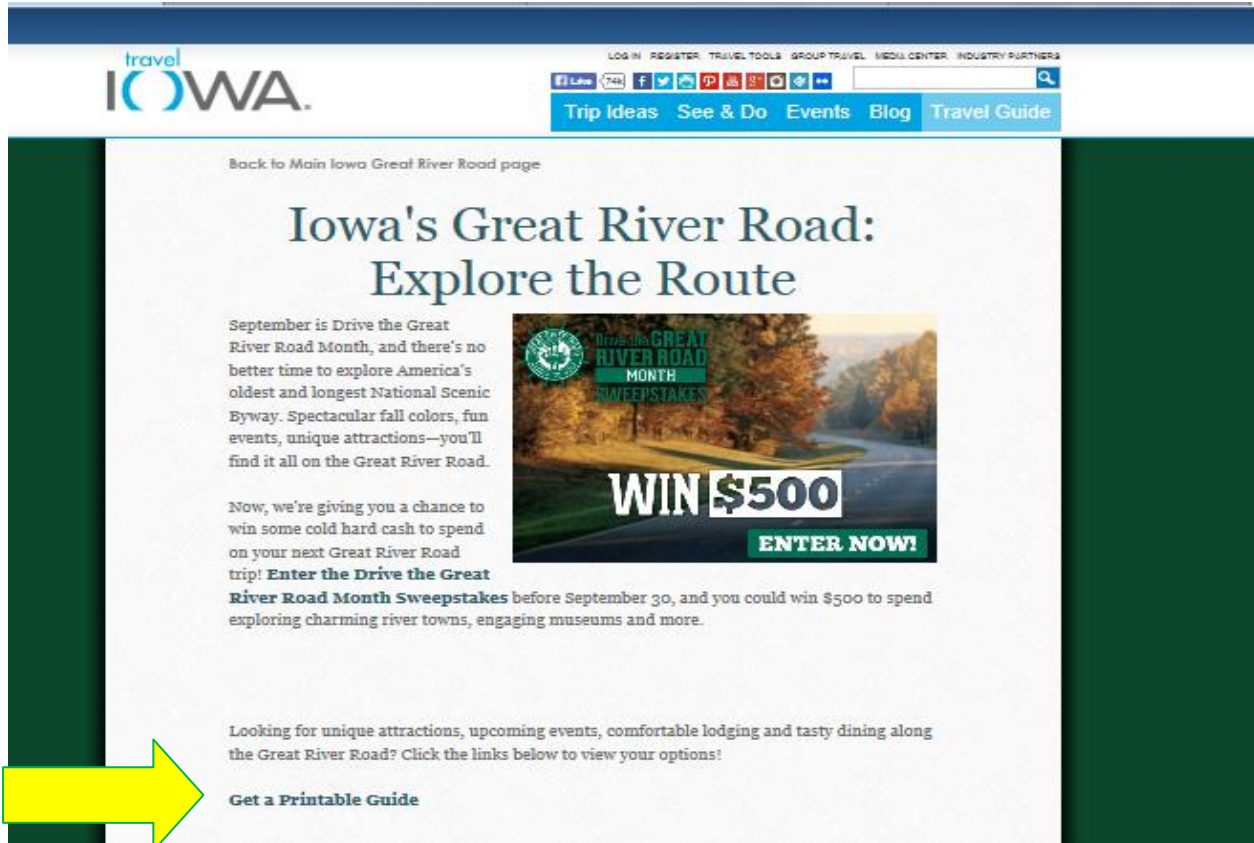 travel
IOWA.
LOG IN REGISTER TRAVEL TOOLS GROUP TRAVEL MEDIA CENTER INDUSTRY PARTNERS
Like 74k
Trip Ideas See & Do Events Blog Travel Guide
Back to Main Iowa Great River Road page
Iowa's Great River Road:
Explore the Route
September is Drive the Great
River Road Month, and there's no
better time to explore America's
oldest and longest National Scenic
Byway. Spectacular fall colors, fun
events, unique attractions—you'll
find it all on the Great River Road.
Drive the GREAT
RIVER ROAD
MONTH
SWEEPSTAKES
WIN $500
ENTER NOW!
Now, we're giving you a chance to
win some cold hard cash to spend
on your next Great River Road
trip! Enter the Drive the Great
River Road Month Sweepstakes before September 30, and you could win $500 to spend
exploring charming river towns, engaging museums and more.
Looking for unique attractions, upcoming events, comfortable lodging and tasty dining along
the Great River Road? Click the links below to view your options!
Get a Printable Guide